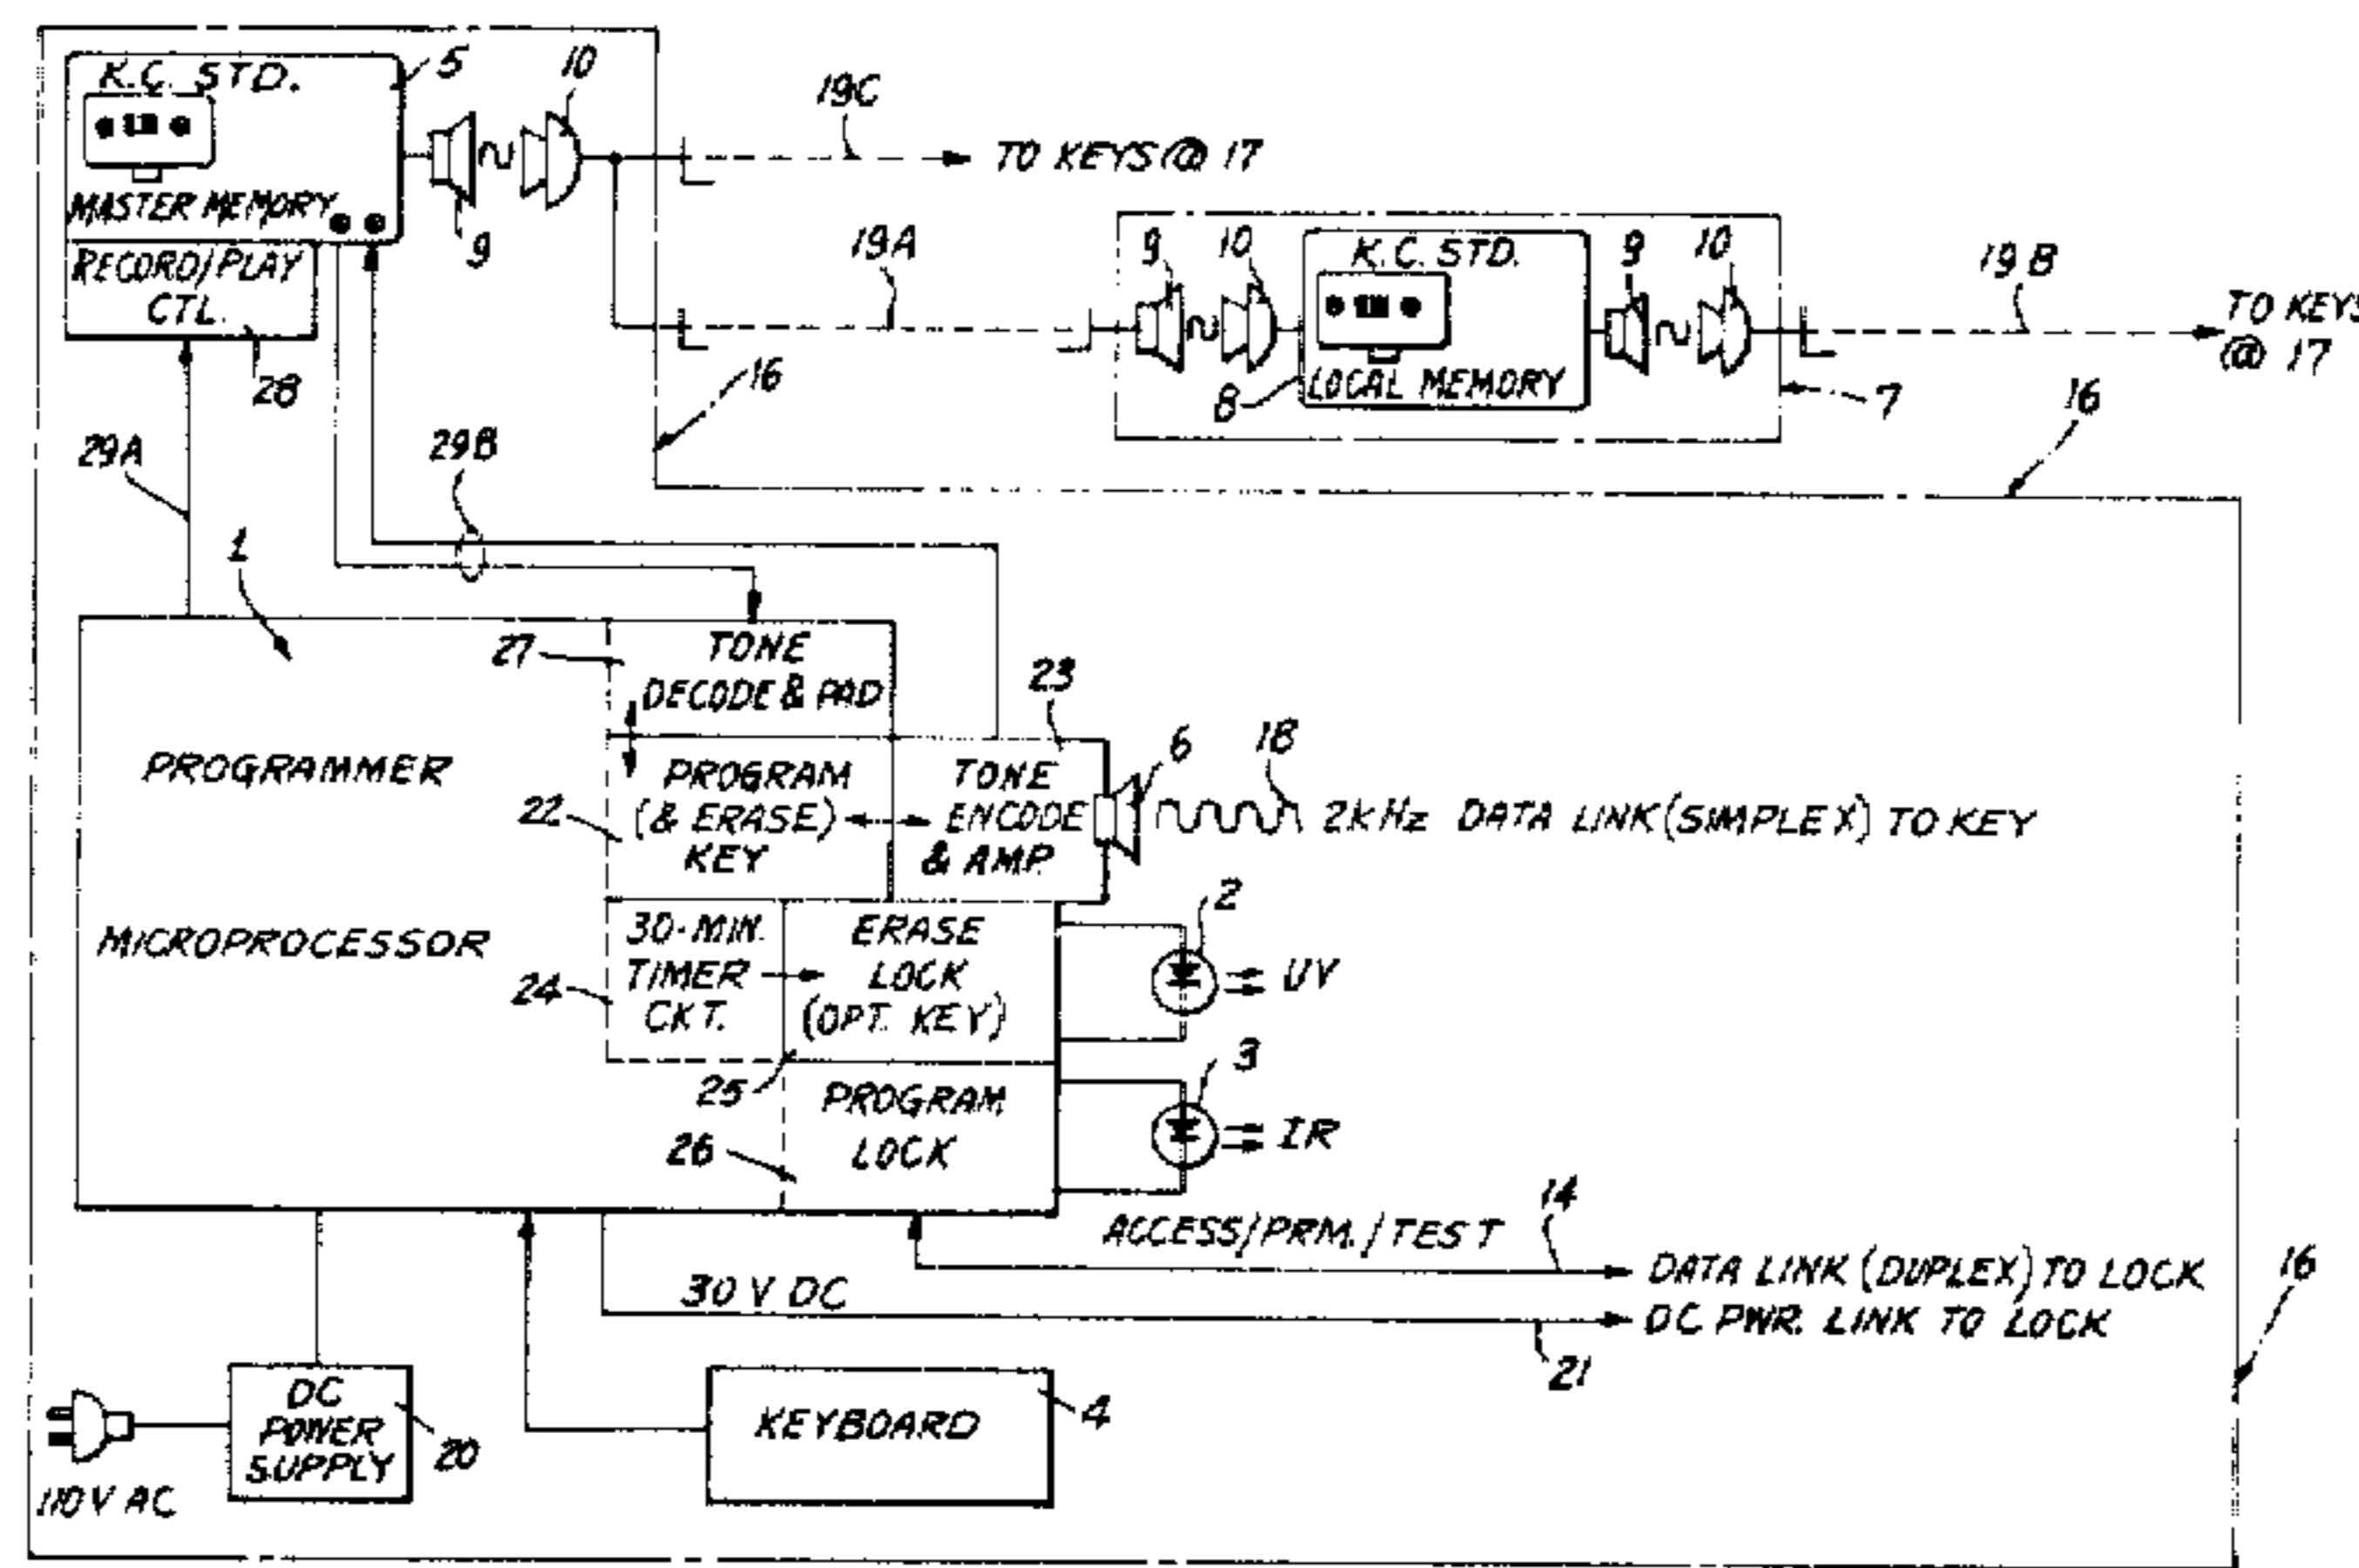 K.C. STD.
5
10
19C
TO KEYS @ 17
MASTER MEMORY
9
RECORD/PLAY
CTL.
28
19A
9
10
K.C. STD.
9
10
19B
TO KEYS
@ 17
8
LOCAL MEMORY
7
16
16
29A
29B
1
27
TONE
DECODE & PAD
23
6
18
PROGRAMMER
PROGRAM
(& ERASE)
KEY
22
TONE
ENCODE
& AMP
2kHz DATA LINK (SIMPLEX) TO KEY
2
MICROPROCESSOR
30-MIN.
TIMER
CKT.
24
ERASE
LOCK
(OPT. KEY)
UV
25
3
PROGRAM
LOCK
26
IR
14
ACCESS/PRM./TEST
DATA LINK (DUPLEX) TO LOCK
16
30 V DC
DC PWR. LINK TO LOCK
21
DC
POWER
SUPPLY
20
KEYBOARD
4
110V AC